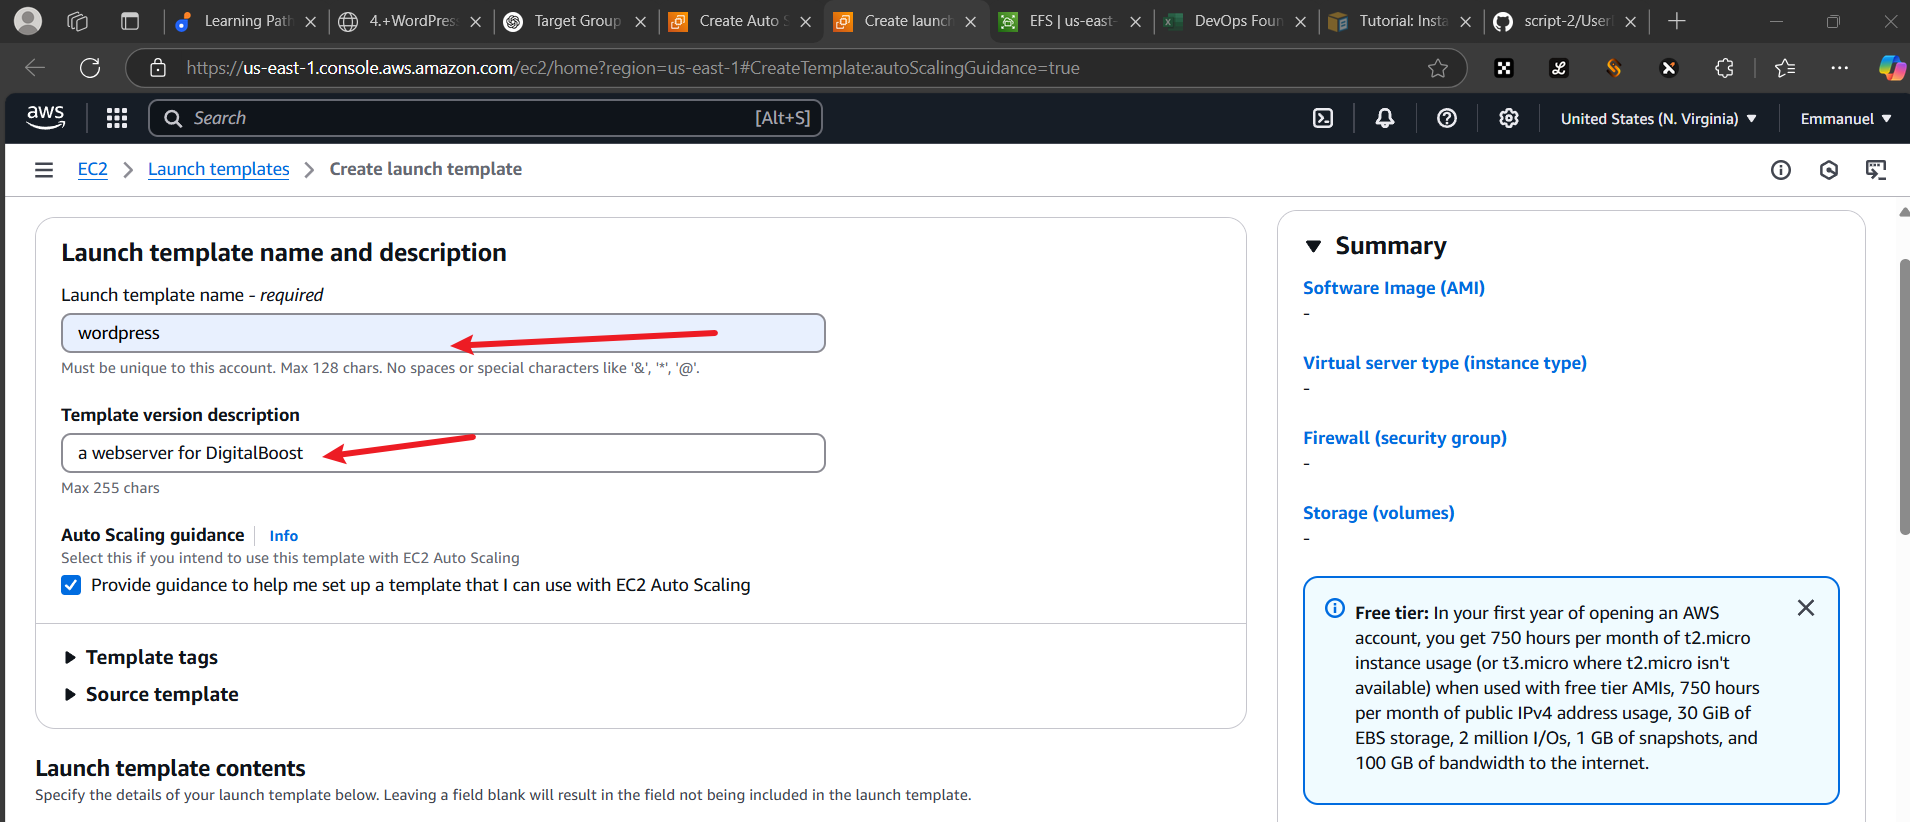 Learning Pat
4.+WordPres
Target Group
Create Auto S
Create launch
EFS | us-east-
DevOps Foun
Tutorial: Insta
script-2/User
https://us-east-1.console.aws.amazon.com/ec2/home?region=us-east-1#CreateTemplate:autoScalingGuidance=true
aws
Search
[Alt+S]
United States (N. Virginia)
Emmanuel
EC2
Launch templates
Create launch template
Launch template name and description
Launch template name - required
wordpress
Must be unique to this account. Max 128 chars. No spaces or special characters like '&', '*', '@'.
Template version description
a webserver for DigitalBoost
Max 255 chars
Auto Scaling guidance
Info
Select this if you intend to use this template with EC2 Auto Scaling
Provide guidance to help me set up a template that I can use with EC2 Auto Scaling
Template tags
Source template
Launch template contents
Specify the details of your launch template below. Leaving a field blank will result in the field not being included in the launch template.
Summary
Software Image (AMI)
-
Virtual server type (instance type)
-
Firewall (security group)
-
Storage (volumes)
-
Free tier: In your first year of opening an AWS
account, you get 750 hours per month of t2.micro
instance usage (or t3.micro where t2.micro isn't
available) when used with free tier AMIs, 750 hours
per month of public IPv4 address usage, 30 GiB of
EBS storage, 2 million I/Os, 1 GB of snapshots, and
100 GB of bandwidth to the internet.